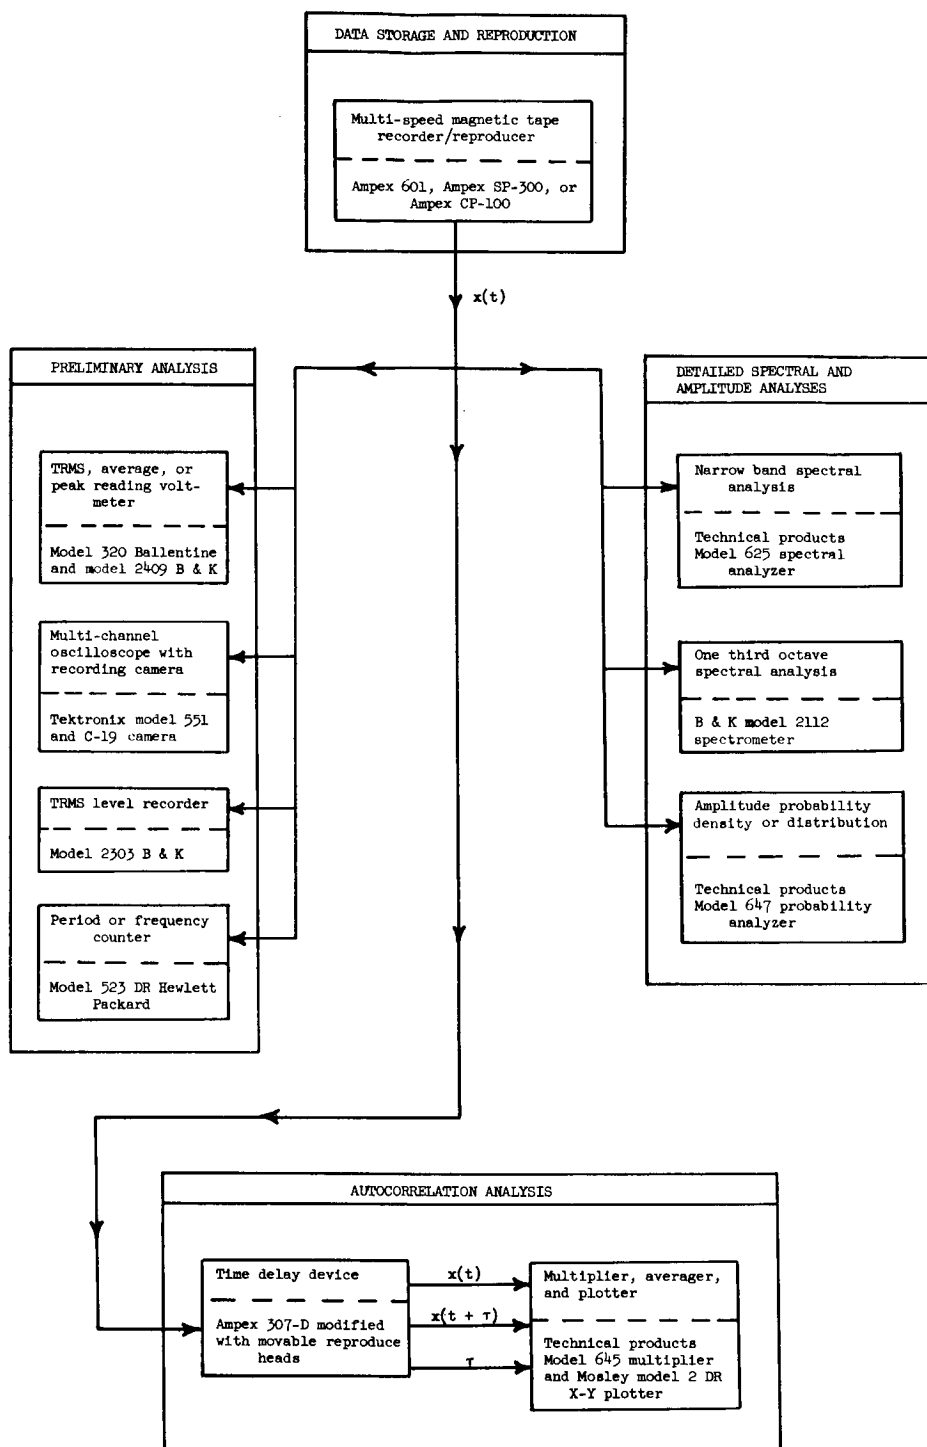 DATA STORAGE AND REPRODUCTION
Multi-speed magnetic tape
recorder/reproducer
Ampex 601, Ampex SP-300, or
Ampex CP-100
x(t)
PRELIMINARY ANALYSIS
TRMS, average, or
peak reading volt-
meter
Model 320 Ballentine
and model 2409 B & K
Multi-channel
oscilloscope with
recording camera
Tektronix model 551
and C-19 camera
TRMS level recorder
Model 2303 B & K
Period or frequency
counter
Model 523 DR Hewlett
Packard
DETAILED SPECTRAL AND
AMPLITUDE ANALYSES
Narrow band spectral
analysis
Technical products
Model 625 spectral
analyzer
One third octave
spectral analysis
B & K model 2112
spectrometer
Amplitude probability
density or distribution
Technical products
Model 647 probability
analyzer
AUTOCORRELATION ANALYSIS
Time delay device
Ampex 307-D modified
with movable reproduce
heads
x(t)
x(t + τ)
τ
Multiplier, averager,
and plotter
Technical products
Model 645 multiplier
and Mosley model 2 DR
X-Y plotter